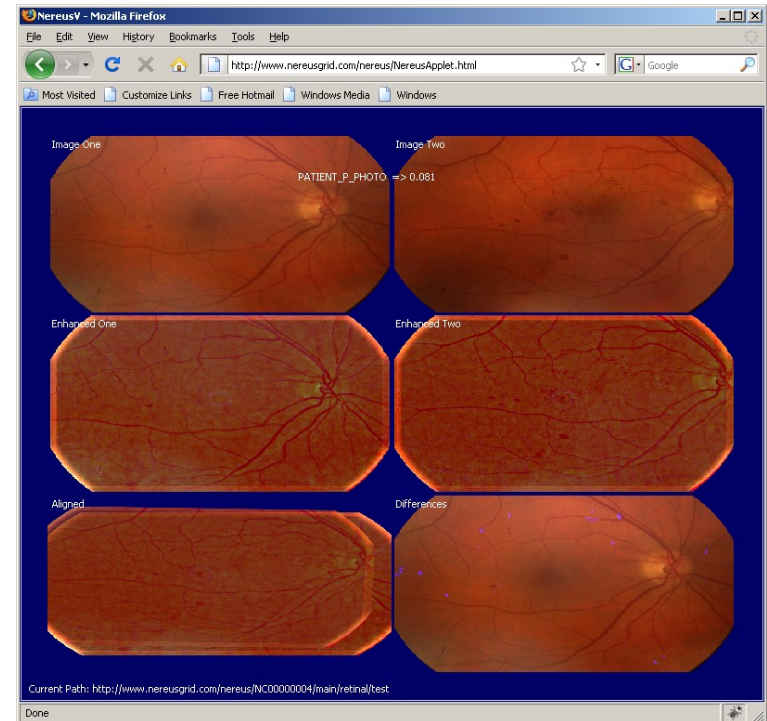 NereusV - Mozilla Firefox
File Edit View History Bookmarks Tools Help
http://www.nereusgrid.com/nereus/NereusApplet.html
G Google
Most Visited Customize Links Free Hotmail Windows Media Windows
Image One Image Two
PATIENT_P_PHOTO => 0.081
Enhanced One Enhanced Two
Aligned Differences
Current Path: http://www.nereusgrid.com/nereus/NC00000004/main/retinal/test
Done